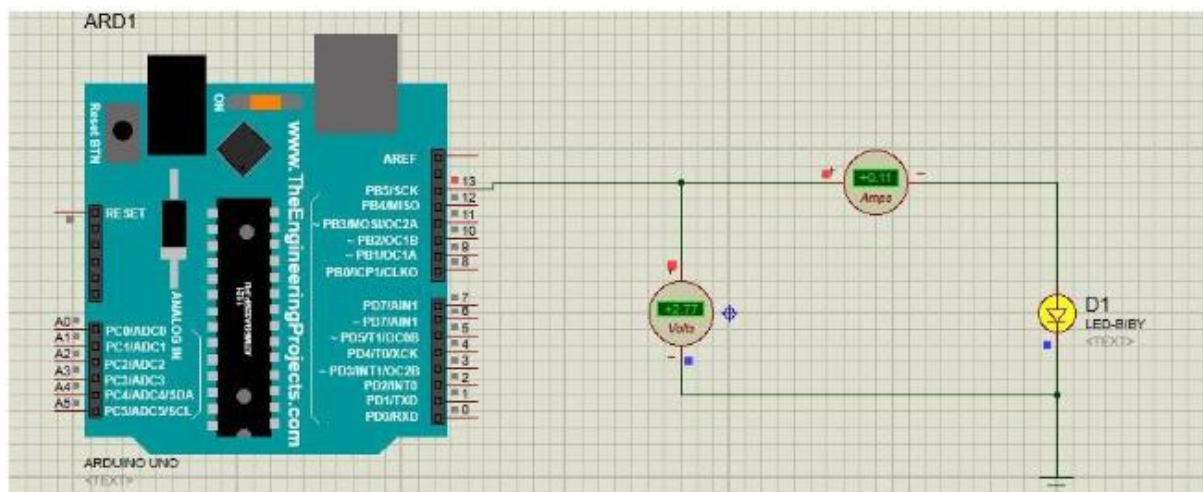 ARD1
Reset BTN
ON
www.TheEngineeringProjects.com
RESET
ANALOG IN
AREF
13
PB5/SCK
12
PB4/MISO
11
~ PB3/MOSI/OC2A
10
~ PB2/OC1B
9
~ PB1/OC1A
8
PB0/ICP1/CLKO
7
PD7/AIN1
6
~ PD7/AIN1
5
~ PD5/T1/OC0B
4
PD4/T0/XCK
3
~ PD3/INT1/OC2B
2
PD2/INT0
1
PD1/TXD
0
PD0/RXD
A0
PC0/ADC0
A1
PC1/ADC1
A2
PC2/ADC2
A3
PC3/ADC3
A4
PC4/ADC4/SDA
A5
PC5/ADC5/SCL
ARDUINO UNO
<TEXT>
+0.11
Amps
+2.77
Volts
D1
LED-BIBY
<TEXT>